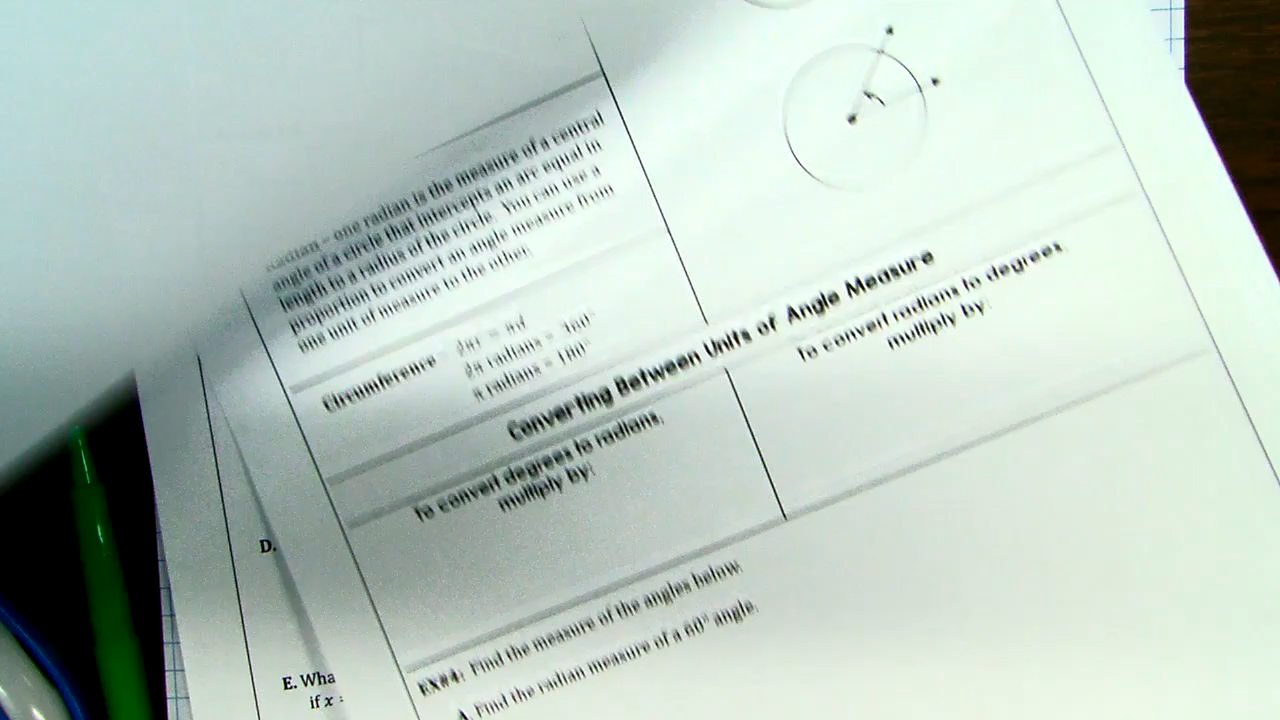 radian - one radian is the measure of a central
angle of a circle that intercepts an arc equal in
length to a radius of the circle. You can use a
proportion to convert an angle measure from
one unit of measure to the other.
Circumference
2πr = πd
2π radians = 360°
π radians = 180°
Converting Between Units of Angle Measure
To convert degrees to radians,
multiply by:
To convert radians to degrees,
multiply by:
EX#4: Find the measure of the angles below.
A. Find the radian measure of a 60° angle.
D.
E. Wha
if x =